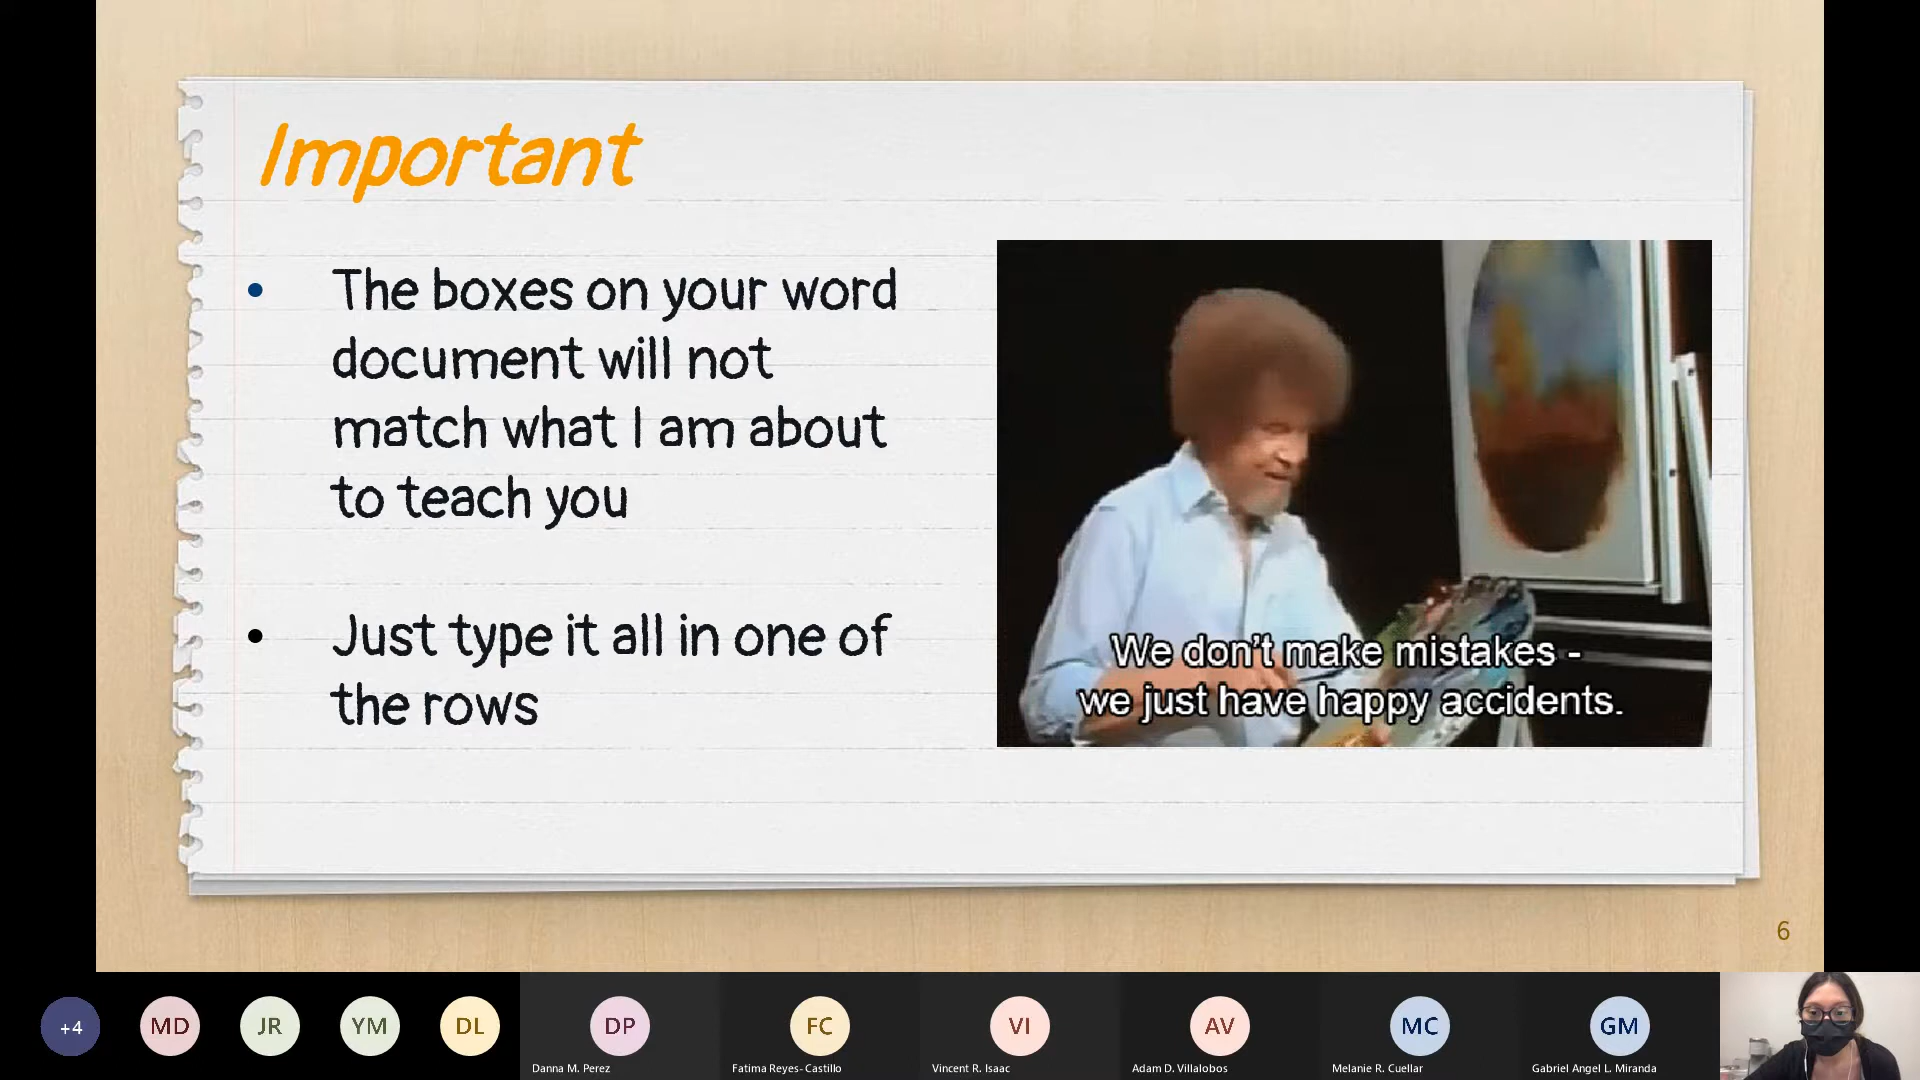 Important
• The boxes on your word
document will not
match what I am about
to teach you
• Just type it all in one of
the rows
We don't make mistakes -
we just have happy accidents.
6
+4
MD
JR
YM
DL
DP
FC
VI
AV
MC
GM
Danna M. Perez
Fatima Reyes-Castillo
Vincent R. Isaac
Adam D. Villalobos
Melanie R. Cuellar
Gabriel Angel L. Miranda